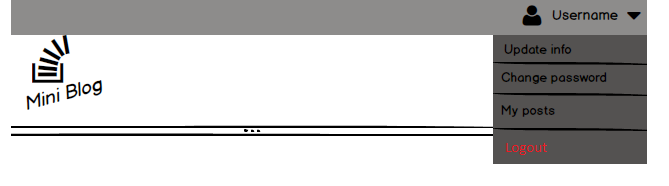 Username
Update info
Change password
My posts
Logout
Mini Blog
...